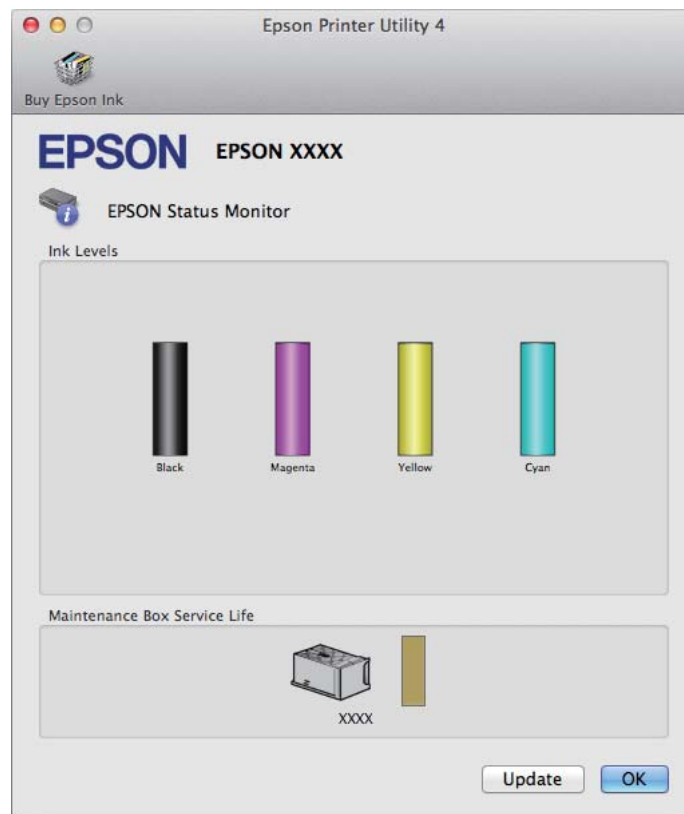 Epson Printer Utility 4
Buy Epson Ink
EPSON EPSON XXXX
EPSON Status Monitor
Ink Levels
Black Magenta Yellow Cyan
Maintenance Box Service Life
XXXX
Update OK